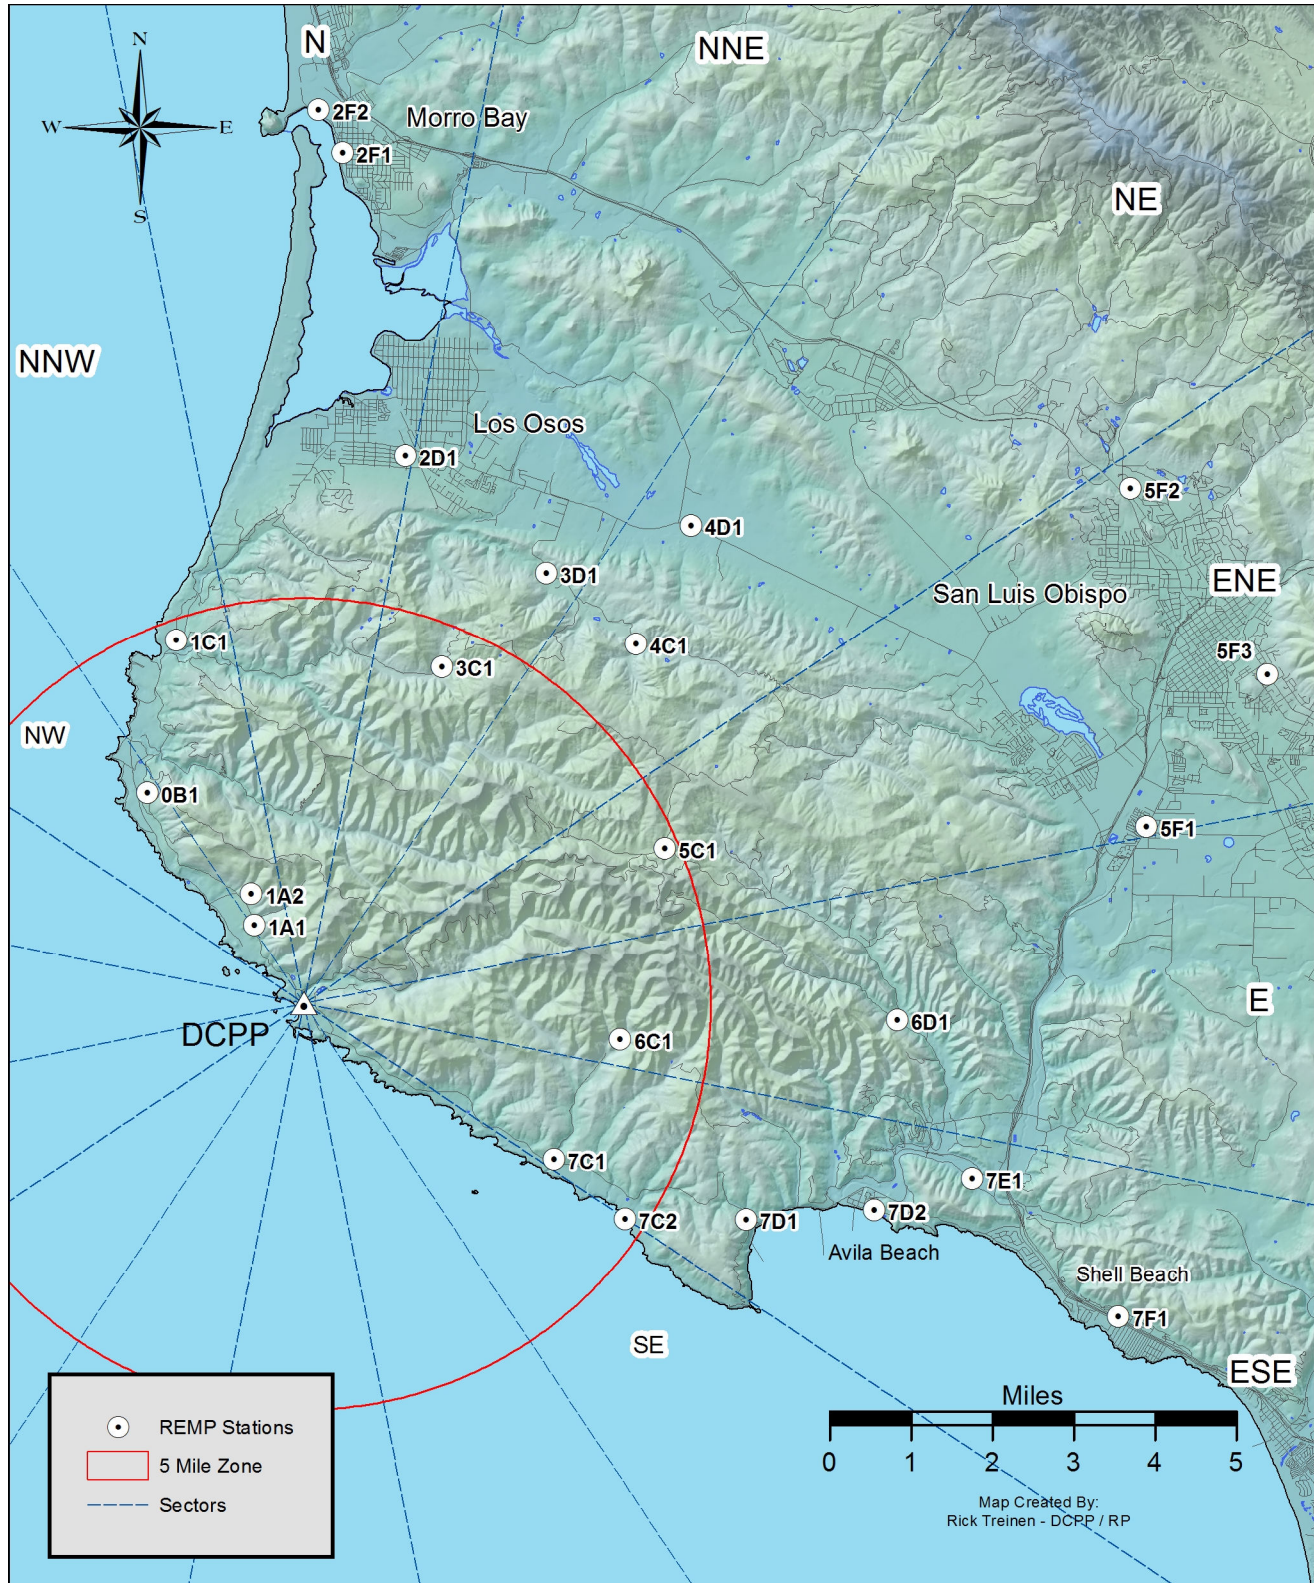 N
NNE
N
W
E
S
2F2
Morro Bay
2F1
NE
NNW
Los Osos
2D1
5F2
4D1
3D1
San Luis Obispo
ENE
1C1
4C1
5F3
3C1
NW
0B1
5F1
5C1
1A2
1A1
E
DCPP
6D1
6C1
7C1
7E1
7C2
7D1
7D2
Avila Beach
Shell Beach
7F1
SE
ESE
Miles
0 1 2 3 4 5
REMP Stations
5 Mile Zone
Sectors
Map Created By:
Rick Treinen - DCPP / RP